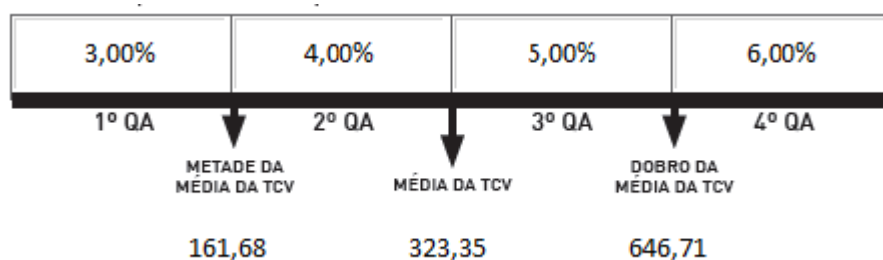 3,00% 4,00% 5,00% 6,00%
1º QA 2º QA 3º QA 4º QA
METADE DA
MÉDIA DA TCV
MÉDIA DA TCV
DOBRO DA
MÉDIA DA TCV
161,68 323,35 646,71